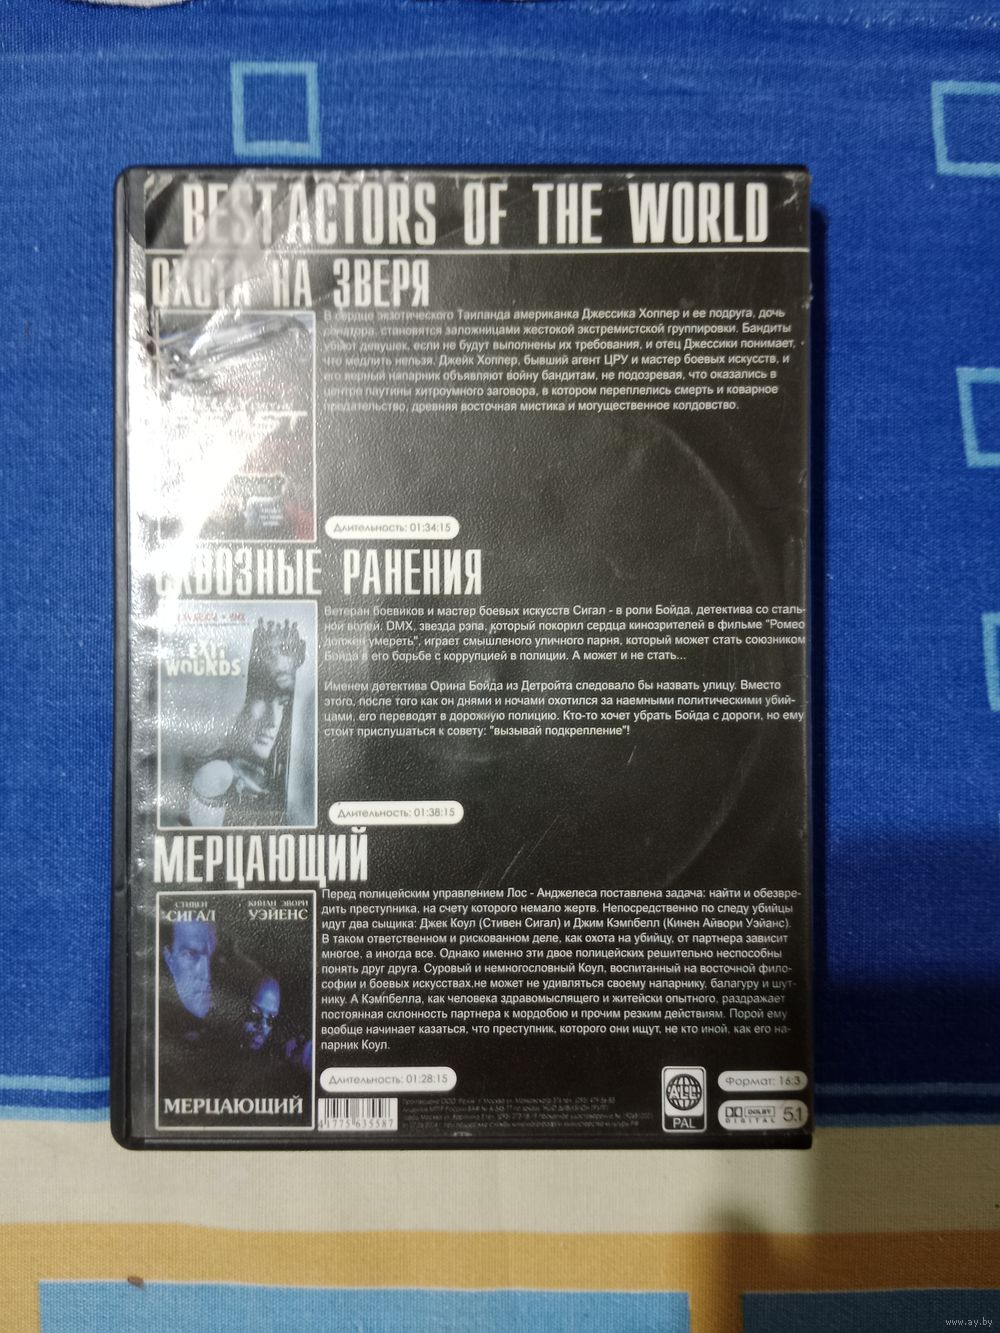 BEST ACTORS OF THE WORLD
ОХОТА НА ЗВЕРЯ
В сердце экзотического Таиланда американка Джессика Хоппер и ее подруга, дочь
сенатора, становятся заложницами жестокой экстремистской группировки. Бандиты
убьют девушек, если не будут выполнены их требования, и отец Джессики понимает,
что медлить нельзя. Джейк Хоппер, бывший агент ЦРУ и мастер боевых искусств, и
его верный напарник объявляют войну бандитам, не подозревая, что оказались в
центре паутины хитроумного заговора, в котором переплелись смерть и коварное
предательство, древняя восточная мистика и могущественное колдовство.
Длительность: 01:34:15
СКВОЗНЫЕ РАНЕНИЯ
EXIT
WOUNDS
Ветеран боевиков и мастер боевых искусств Сигал - в роли Бойда, детектива со сталь-
ной волей. DMX, звезда рэпа, который покорил сердца кинозрителей в фильме "Ромео
должен умереть", играет смышленого уличного парня, который может стать союзником
Бойда в его борьбе с коррупцией в полиции. А может и не стать...
Именем детектива Орина Бойда из Детройта следовало бы назвать улицу. Вместо
этого, после того как он днями и ночами охотился за наемными политическими убий-
цами, его переводят в дорожную полицию. Кто-то хочет убрать Бойда с дороги, но ему
стоит прислушаться к совету: "вызывай подкрепление"!
Длительность: 01:38:15
МЕРЦАЮЩИЙ
СТИВЕН СИГАЛ
КИНАН ЭВОРИ УЭЙЕНС
МЕРЦАЮЩИЙ
Перед полицейским управлением Лос - Анджелеса поставлена задача: найти и обезвре-
дить преступника, на счету которого немало жертв. Непосредственно по следу убийцы
идут два сыщика: Джек Коул (Стивен Сигал) и Джим Кэмпбелл (Кинен Айвори Уэйанс).
В таком ответственном и рискованном деле, как охота на убийцу, от партнера зависит
многое, а иногда все. Однако именно эти двое полицейских решительно неспособны
понять друг друга. Суровый и немногословный Коул, воспитанный на восточной фило-
софии и боевых искусствах.не может не удивляться своему напарнику, балагуру и шут-
нику. А Кэмпбелла, как человека здравомыслящего и житейски опытного, раздражает
постоянная склонность партнера к мордобою и прочим резким действиям. Порой ему
вообще начинает казаться, что преступник, которого они ищут, не кто иной, как его на-
парник Коул.
Длительность: 01:28:15
41775 635587
ALL
PAL
Формат: 16:3
DOLBY
DIGITAL
5.1
www.ay.by